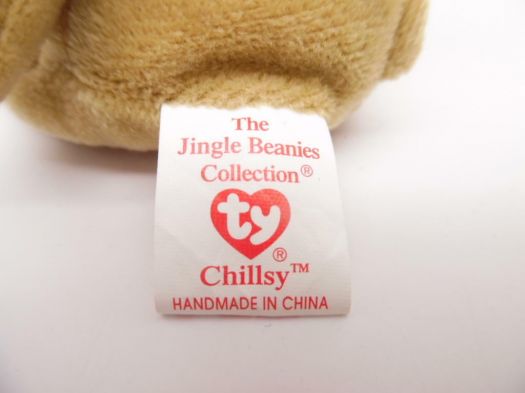 The
Jingle Beanies
Collection®
ty
®
Chillsy™
HANDMADE IN CHINA